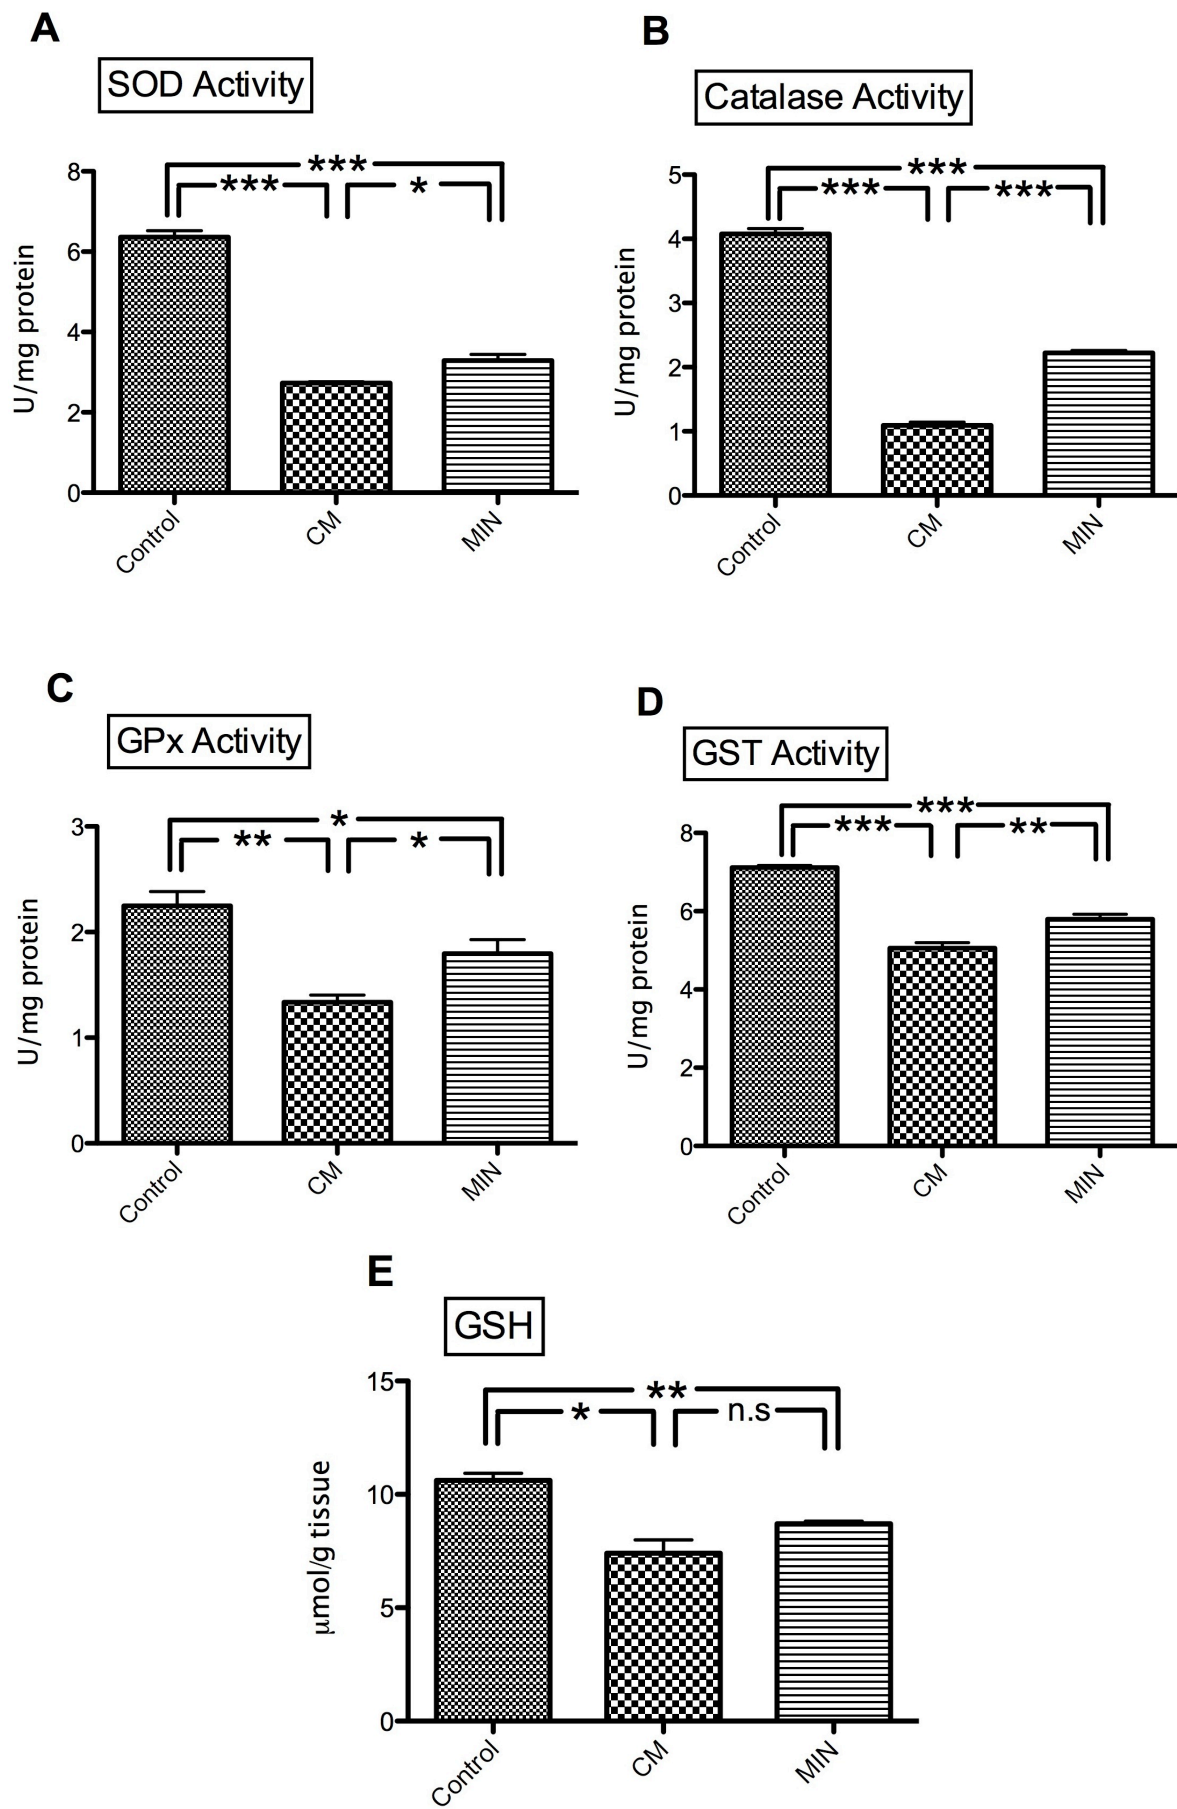 A
SOD Activity
***
*** *
8
6
4
2
0
U/mg protein
Control CM MIN
B
Catalase Activity
***
*** ***
5
4
3
2
1
0
U/mg protein
Control CM MIN
C
GPx Activity
*
** *
3
2
1
0
U/mg protein
Control CM MIN
D
GST Activity
***
*** **
8
6
4
2
0
U/mg protein
Control CM MIN
E
GSH
**
* n.s
15
10
5
0
μmol/g tissue
Control CM MIN